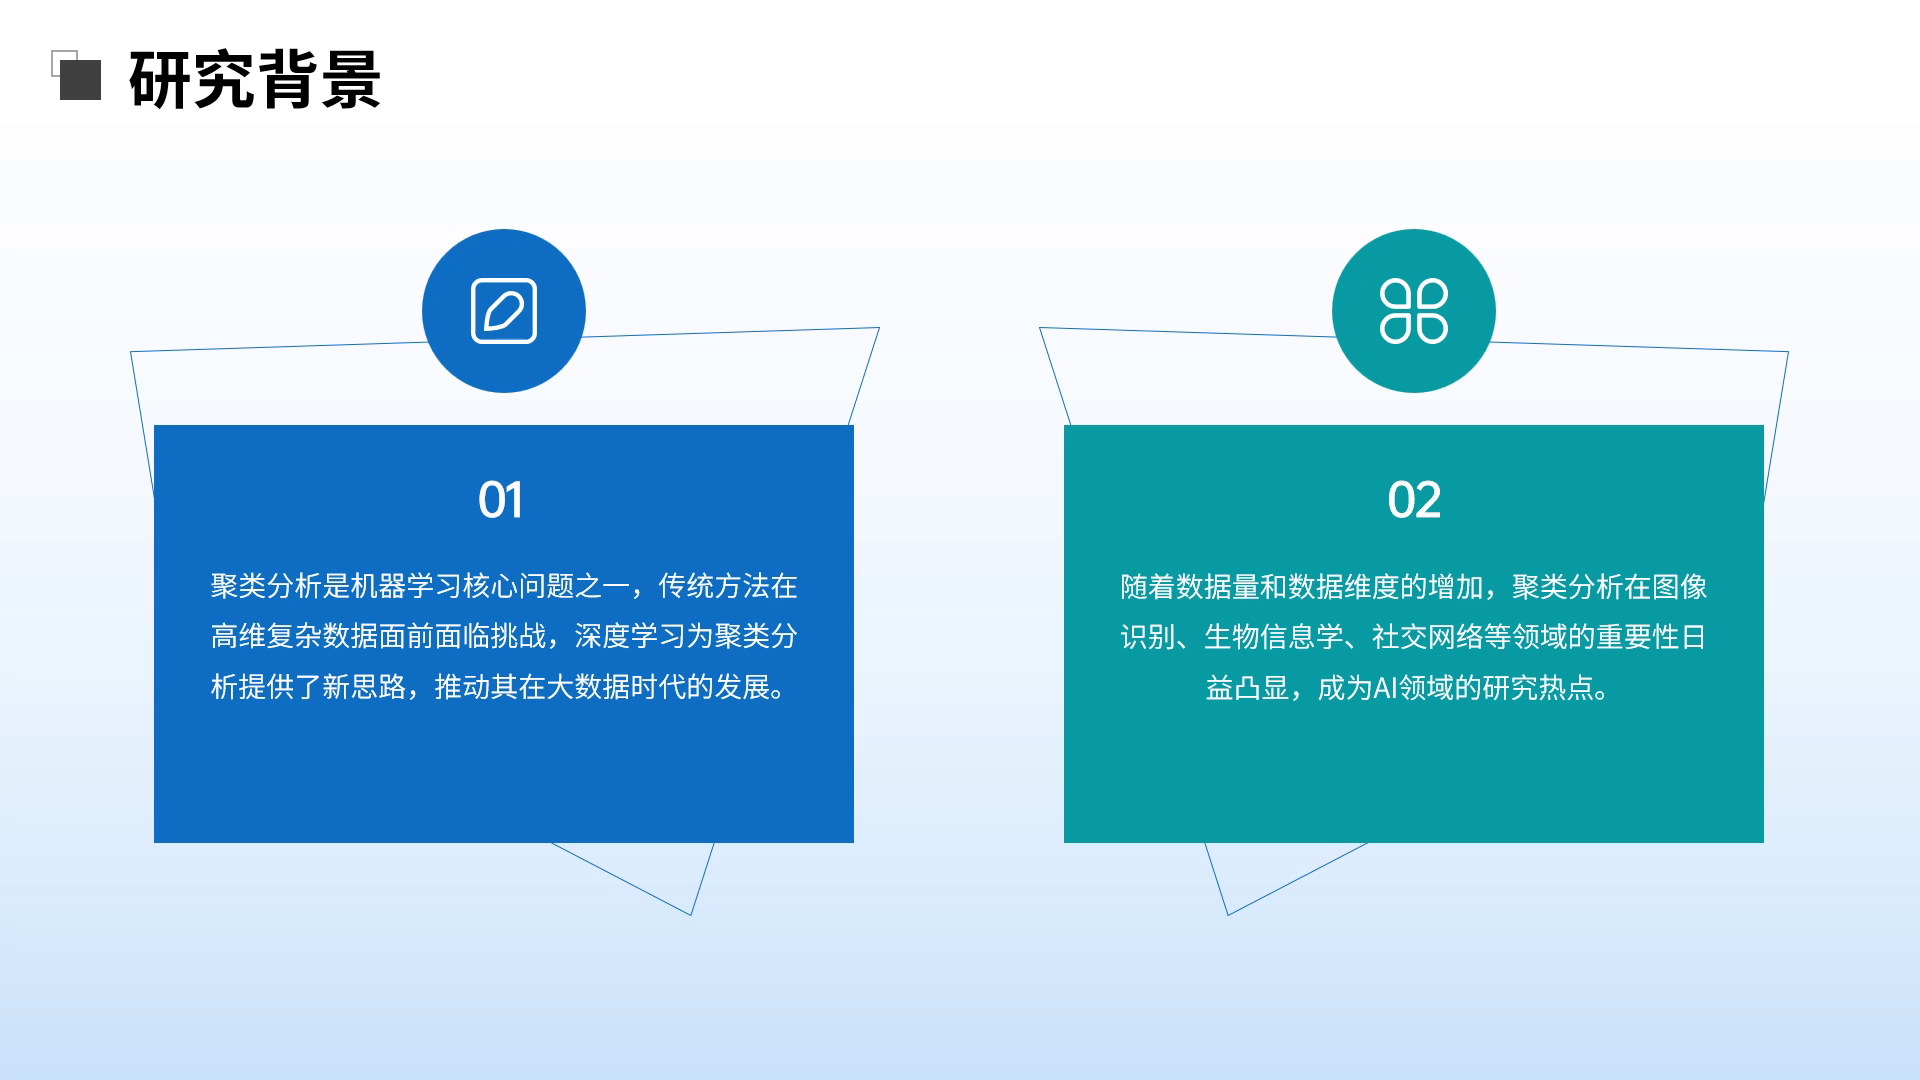 研究背景
01
聚类分析是机器学习核心问题之一，传统方法在
高维复杂数据面前面临挑战，深度学习为聚类分
析提供了新思路，推动其在大数据时代的发展。
02
随着数据量和数据维度的增加，聚类分析在图像
识别、生物信息学、社交网络等领域的重要性日
益凸显，成为AI领域的研究热点。